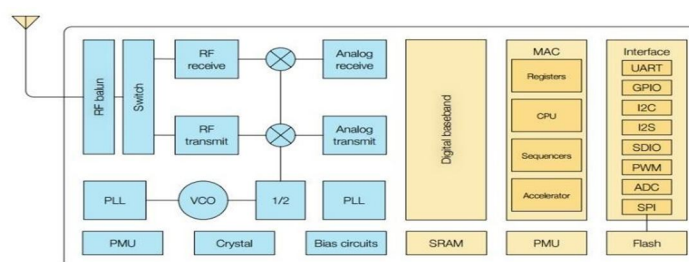 RF balun
Switch
RF
receive
Analog
receive
RF
transmit
Analog
transmit
PLL
VCO
1/2
PLL
PMU
Crystal
Bias circuits
Digital baseband
SRAM
MAC
Registers
CPU
Sequencers
Accelerator
PMU
Interface
UART
GPIO
I2C
I2S
SDIO
PWM
ADC
SPI
Flash